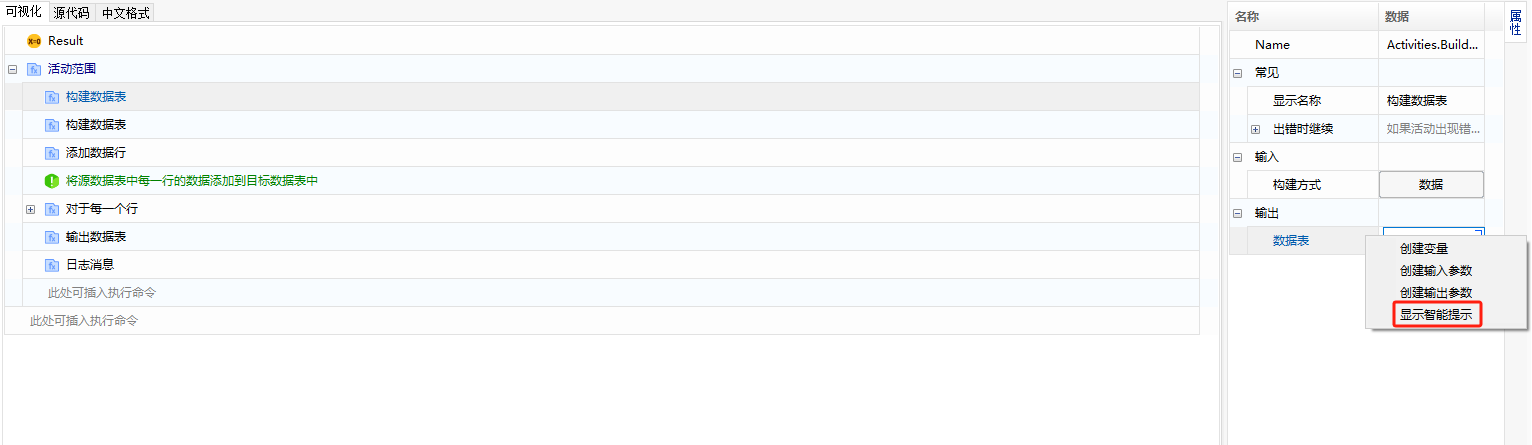 可视化 源代码 中文格式
Result
活动范围
构建数据表
构建数据表
添加数据行
将源数据表中每一行的数据添加到目标数据表中
对于每一个行
输出数据表
日志消息
此处可插入执行命令
此处可插入执行命令
名称 数据
Name Activities.Build...
常见
显示名称 构建数据表
出错时继续 如果活动出现错...
输入
构建方式 数据
输出
数据表
创建变量
创建输入参数
创建输出参数
显示智能提示
属性